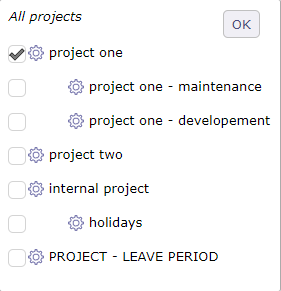 All projects
OK
project one
project one - maintenance
project one - developement
project two
internal project
holidays
PROJECT - LEAVE PERIOD